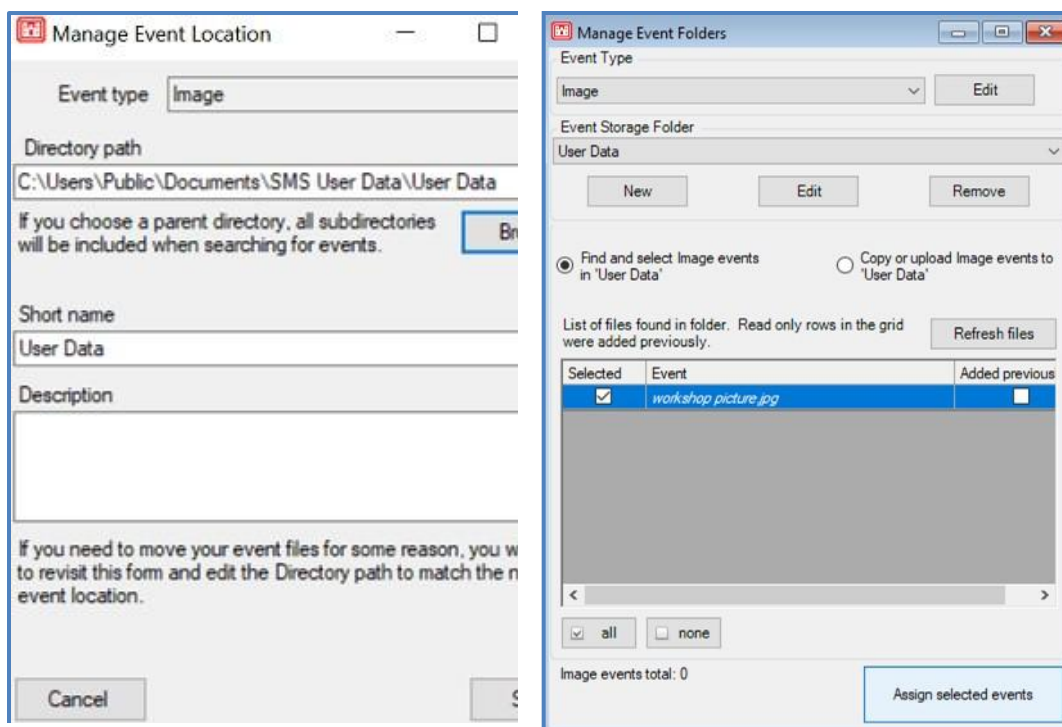 Manage Event Location
Event type Image
Directory path
C:\Users\Public\Documents\SMS User Data\User Data
If you choose a parent directory, all subdirectories
will be included when searching for events.
Short name
User Data
Description
If you need to move your event files for some reason, you
to revisit this form and edit the Directory path to match the
event location.
Cancel
Manage Event Folders
Event Type
Image
Edit
Event Storage Folder
User Data
New Edit Remove
Find and select Image events
in 'User Data'
Copy or upload Image events to
'User Data'
List of files found in folder. Read only rows in the grid
were added previously.
Refresh files
Selected Event Added previous
workshop picture.jpg
all none
Image events total: 0
Assign selected events